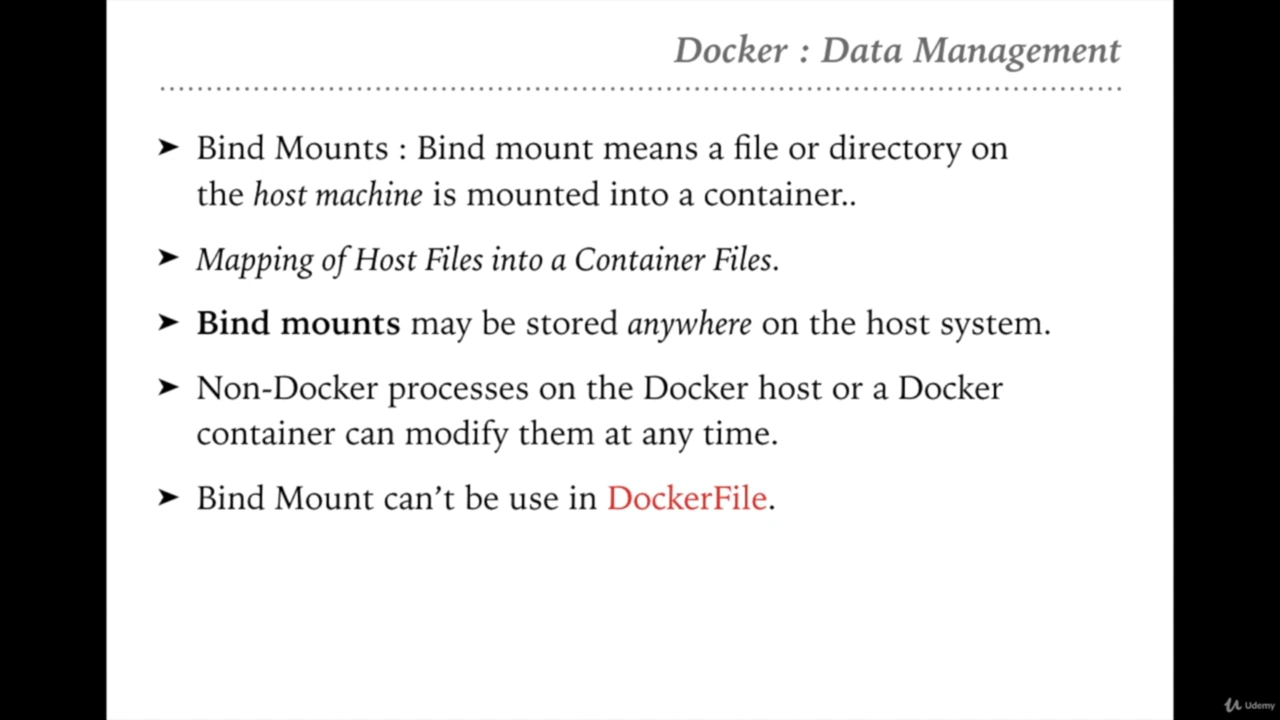 Docker : Data Management
➤ Bind Mounts : Bind mount means a file or directory on
the host machine is mounted into a container..
➤ Mapping of Host Files into a Container Files.
➤ Bind mounts may be stored anywhere on the host system.
➤ Non-Docker processes on the Docker host or a Docker
container can modify them at any time.
➤ Bind Mount can’t be use in DockerFile.
Udemy